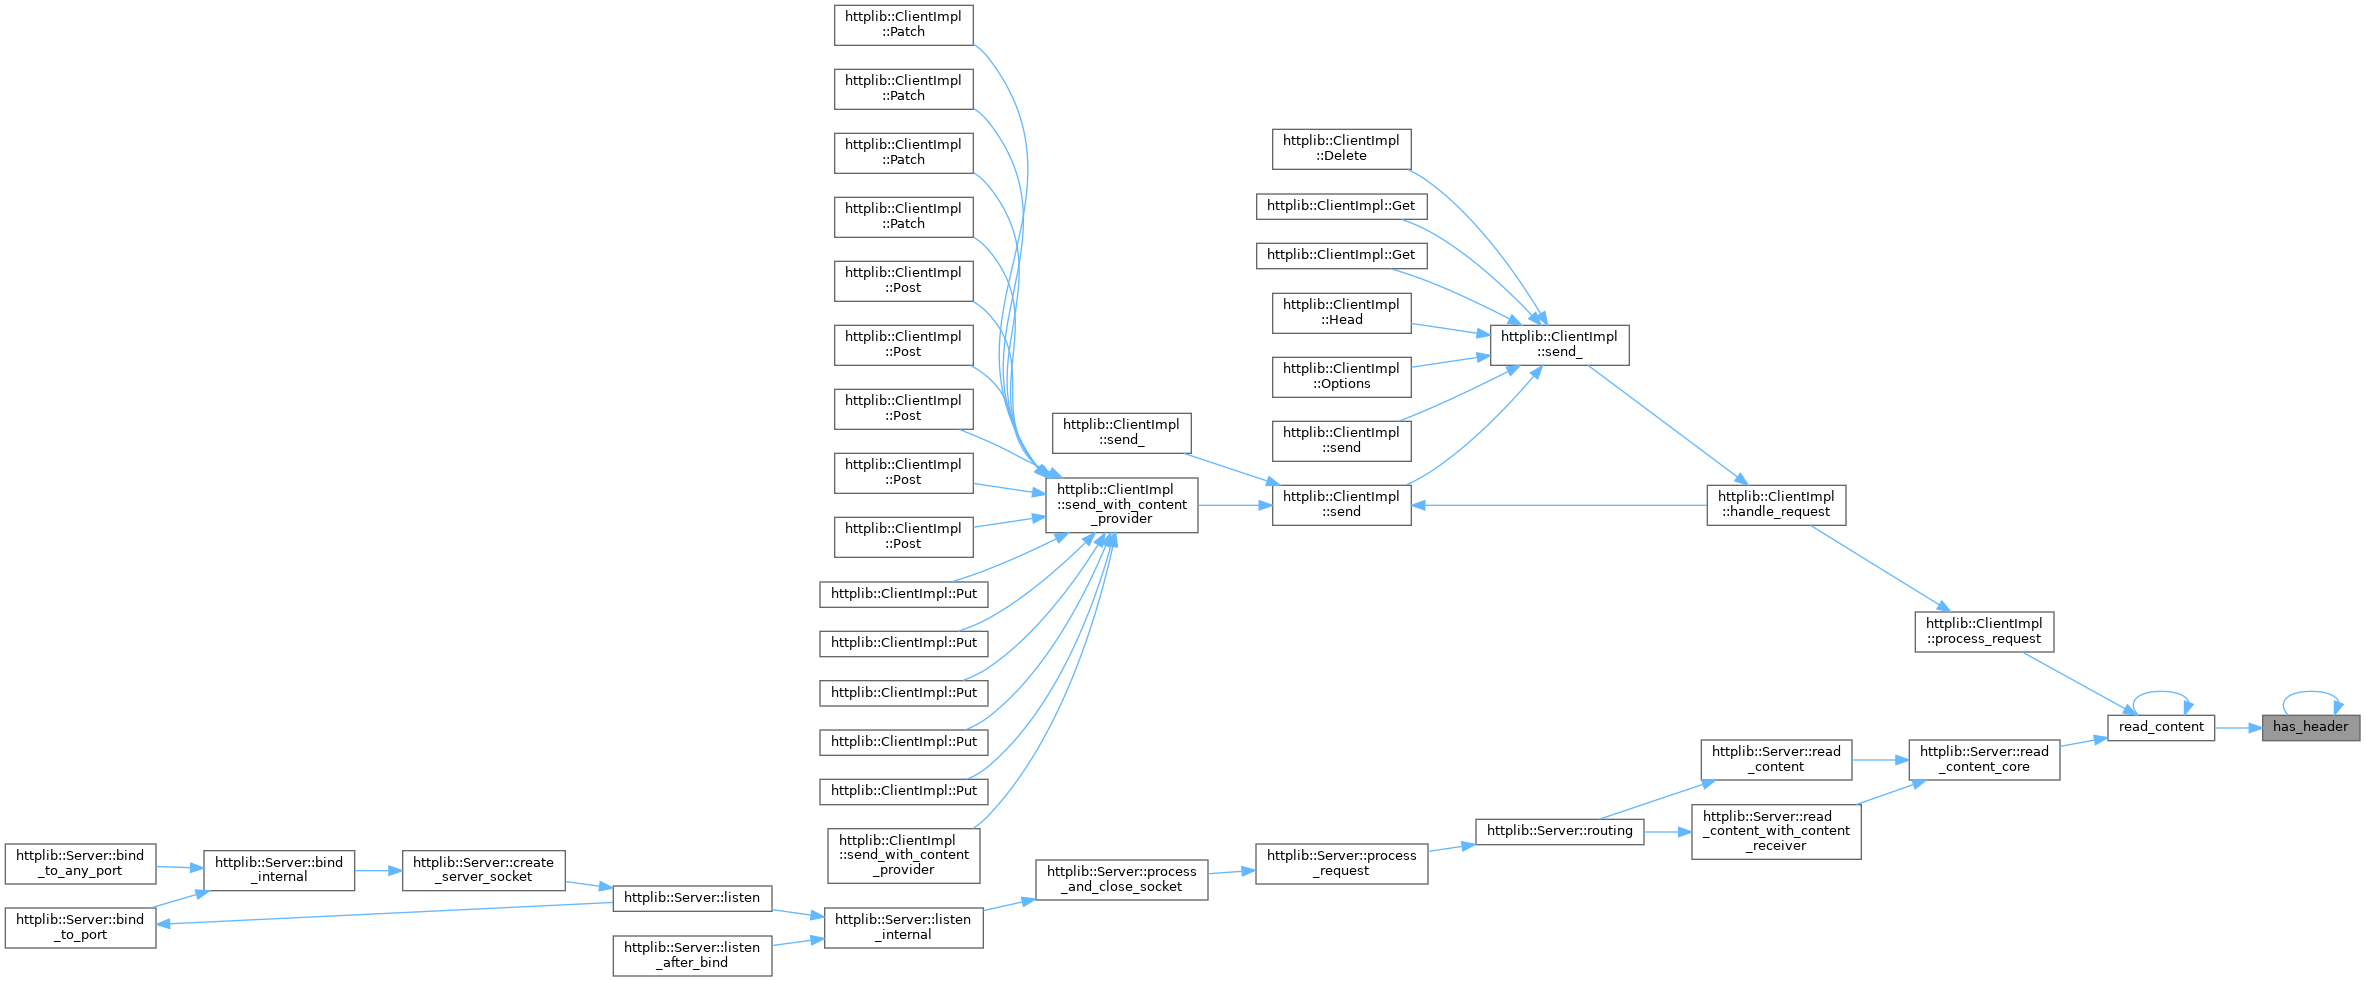 httplib::ClientImpl
::Patch
httplib::ClientImpl
::Patch
httplib::ClientImpl
::Patch
httplib::ClientImpl
::Patch
httplib::ClientImpl
::Post
httplib::ClientImpl
::Post
httplib::ClientImpl
::Post
httplib::ClientImpl
::Post
httplib::ClientImpl
::Post
httplib::ClientImpl::Put
httplib::ClientImpl::Put
httplib::ClientImpl::Put
httplib::ClientImpl::Put
httplib::ClientImpl::Put
httplib::ClientImpl
::send_with_content
_provider
httplib::ClientImpl
::send_
httplib::ClientImpl
::send_with_content
_provider
httplib::ClientImpl
::Delete
httplib::ClientImpl::Get
httplib::ClientImpl::Get
httplib::ClientImpl
::Head
httplib::ClientImpl
::Options
httplib::ClientImpl
::send
httplib::ClientImpl
::send
httplib::ClientImpl
::send_
httplib::ClientImpl
::handle_request
httplib::ClientImpl
::process_request
read_content
has_header
httplib::Server::read
_content_core
httplib::Server::read
_content
httplib::Server::read
_content_with_content
_receiver
httplib::Server::routing
httplib::Server::process
_request
httplib::Server::process
_and_close_socket
httplib::Server::listen
_internal
httplib::Server::listen
httplib::Server::listen
_after_bind
httplib::Server::create
_server_socket
httplib::Server::bind
_internal
httplib::Server::bind
_to_any_port
httplib::Server::bind
_to_port